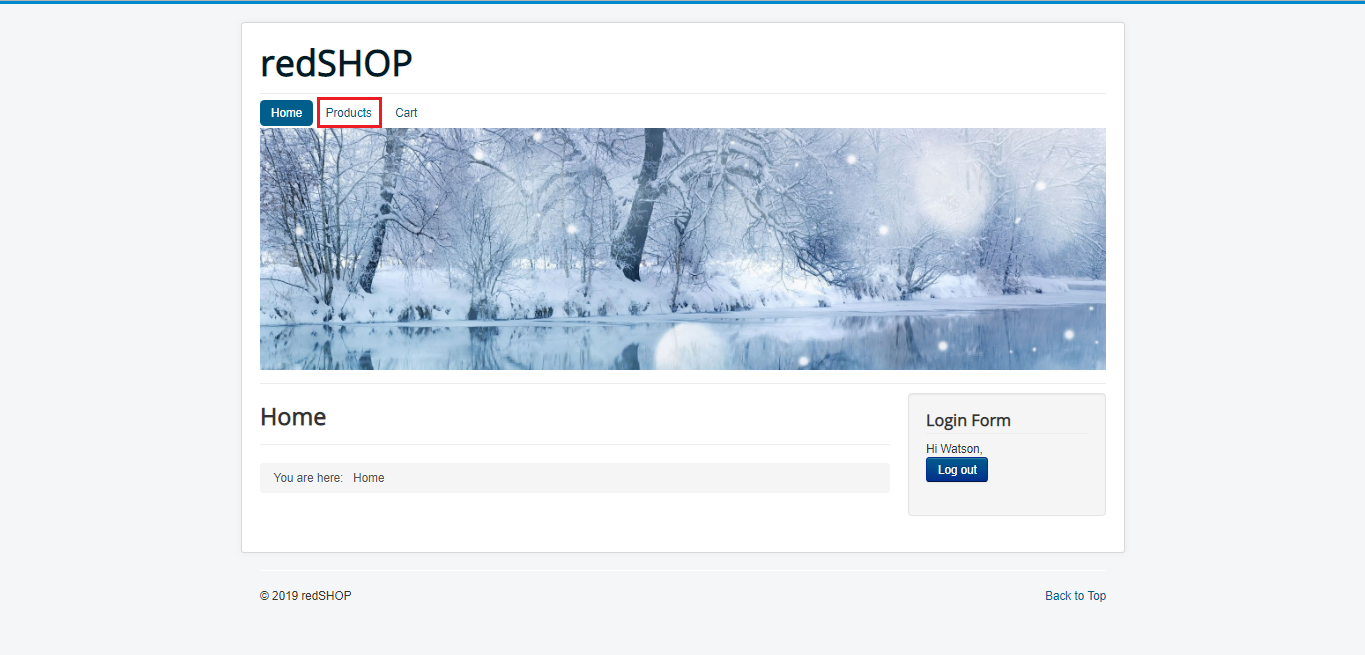 redSHOP
Home Products Cart
Home
You are here: Home
Login Form
Hi Watson,
Log out
© 2019 redSHOP
Back to Top